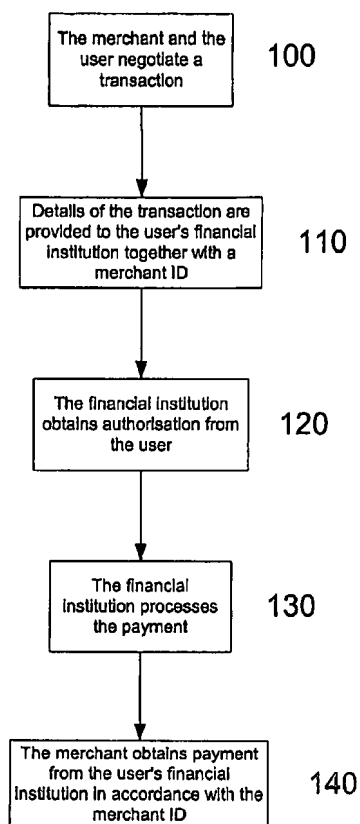 The merchant and the
user negotiate a
transaction
100
Details of the transaction are
provided to the user's financial
institution together with a
merchant ID
110
The financial institution
obtains authorisation from
the user
120
The financial
institution processes
the payment
130
The merchant obtains payment
from the user's financial
institution in accordance with the
merchant ID
140